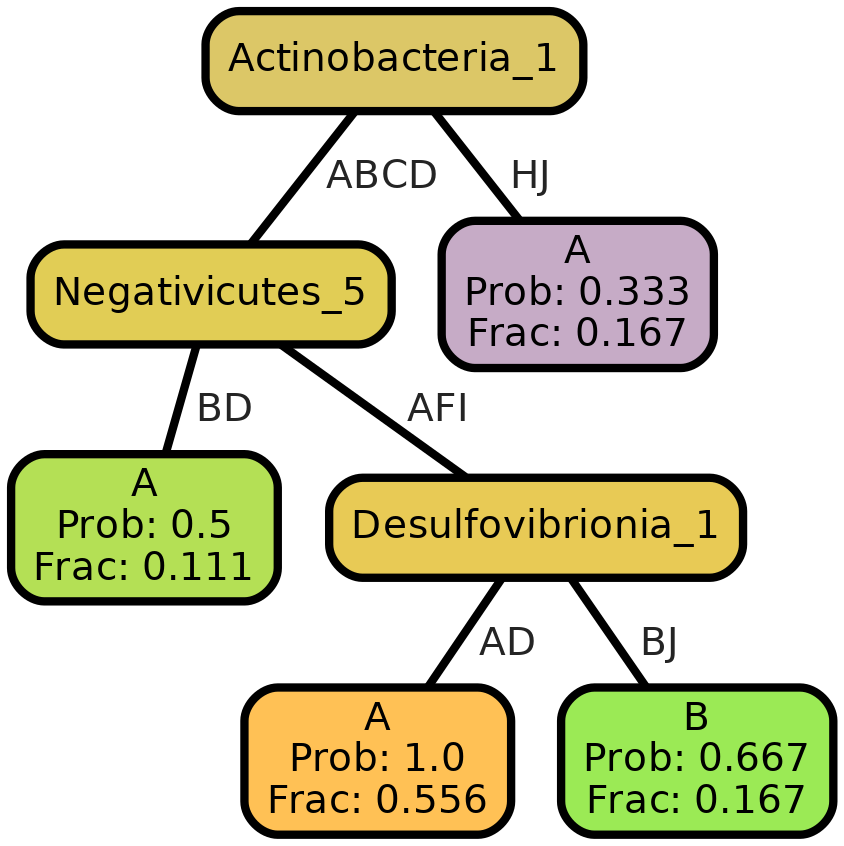 Actinobacteria_1
ABCD
HJ
Negativicutes_5
A
Prob: 0.333
Frac: 0.167
BD
AFI
A
Prob: 0.5
Frac: 0.111
Desulfovibrionia_1
AD
BJ
A
Prob: 1.0
Frac: 0.556
B
Prob: 0.667
Frac: 0.167